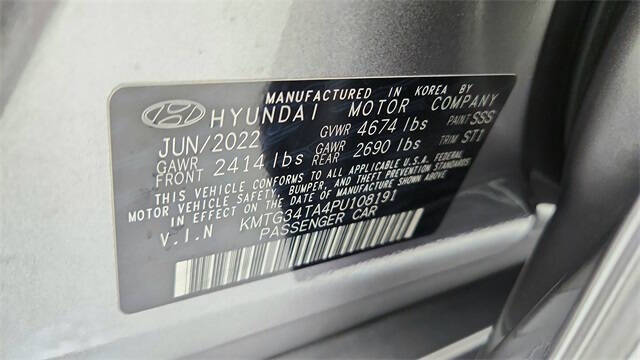 MANUFACTURED IN KOREA BY
HYUNDAI MOTOR COMPANY
JUN/2022 GVWR 4674 lbs PAINT SSS
GAWR FRONT 2414 lbs GAWR REAR 2690 lbs TRIM STI
THIS VEHICLE CONFORMS TO ALL APPLICABLE U.S.A. FEDERAL
MOTOR VEHICLE SAFETY, BUMPER, AND THEFT PREVENTION STANDARDS
IN EFFECT ON THE DATE OF MANUFACTURE SHOWN ABOVE.
V.I.N KMTG34TA4PU108191
PASSENGER CAR